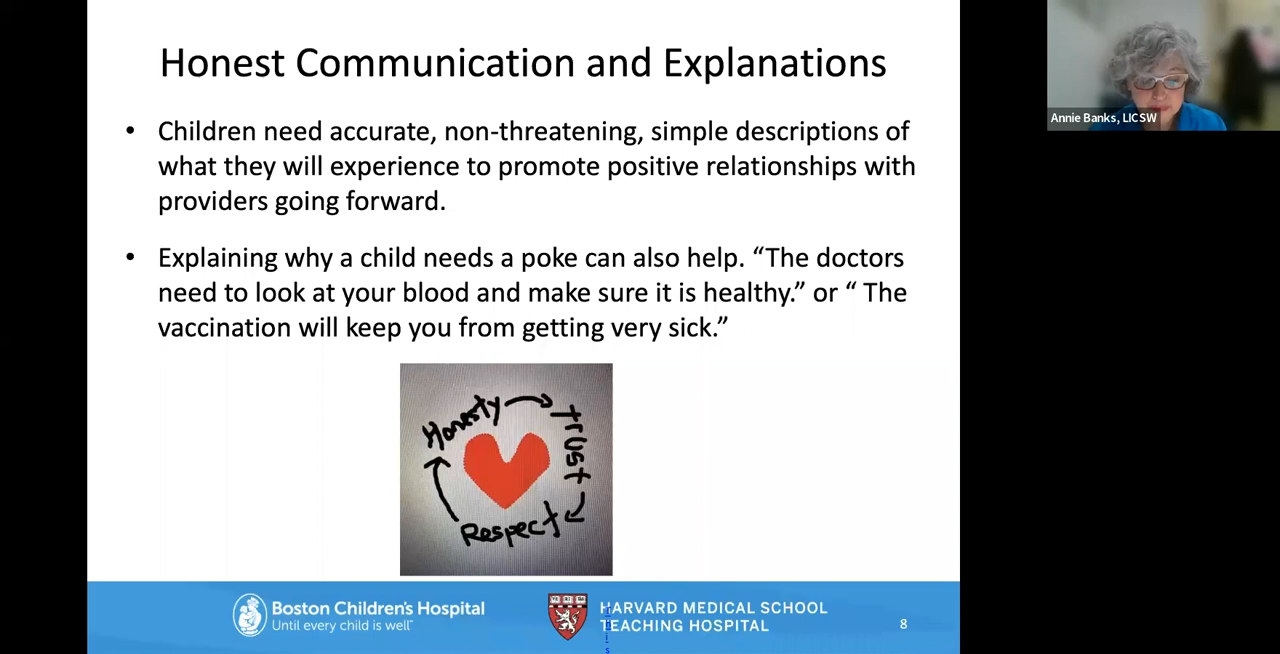 Honest Communication and Explanations
Annie Banks, LICSW
• Children need accurate, non-threatening, simple descriptions of
what they will experience to promote positive relationships with
providers going forward.
• Explaining why a child needs a poke can also help. “The doctors
need to look at your blood and make sure it is healthy.” or “ The
vaccination will keep you from getting very sick.”
Honesty
Trust
Respect
Boston Children's Hospital
Until every child is well
HARVARD MEDICAL SCHOOL
TEACHING HOSPITAL
8